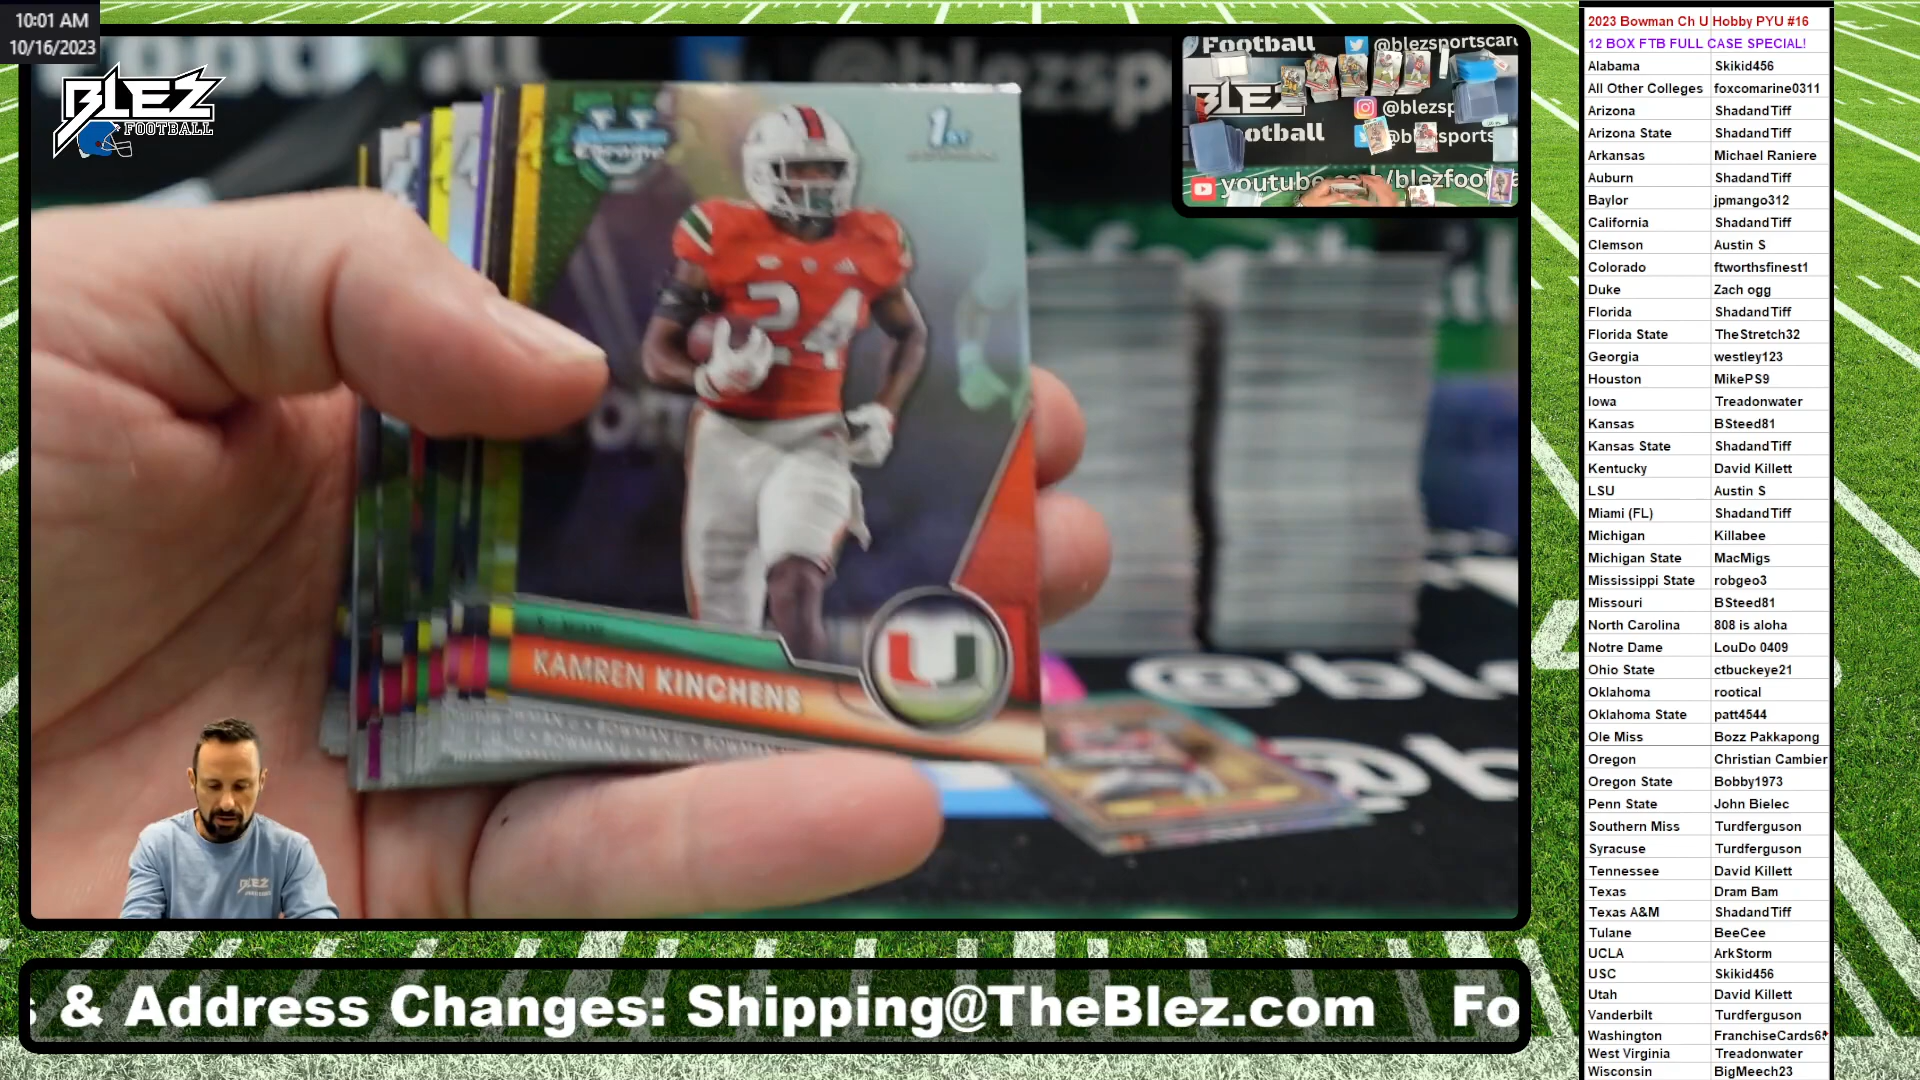 10:01 AM
10/16/2023
BLEZ
FOOTBALL
1ST
Chrome
24
KAMREN KINCHENS
BOWMAN U • BOWMAN
Football @blezsportscar
BLEZ
@blezsp
otball @blezsports
youtube.com/blezfoot
@bl
@b
& Address Changes: Shipping@TheBlez.com Fo
2023 Bowman Ch U Hobby PYU #16
12 BOX FTB FULL CASE SPECIAL!
Alabama Skikid456
All Other Colleges foxcomarine0311
Arizona ShadandTiff
Arizona State ShadandTiff
Arkansas Michael Raniere
Auburn ShadandTiff
Baylor jpmango312
California ShadandTiff
Clemson Austin S
Colorado ftworthsfinest1
Duke Zach ogg
Florida ShadandTiff
Florida State TheStretch32
Georgia westley123
Houston MikePS9
Iowa Treadonwater
Kansas BSteed81
Kansas State ShadandTiff
Kentucky David Killett
LSU Austin S
Miami (FL) ShadandTiff
Michigan Killabee
Michigan State MacMigs
Mississippi State robgeo3
Missouri BSteed81
North Carolina 808 is aloha
Notre Dame LouDo 0409
Ohio State ctbuckeye21
Oklahoma rootical
Oklahoma State patt4544
Ole Miss Bozz Pakkapong
Oregon Christian Cambier
Oregon State Bobby1973
Penn State John Bielec
Southern Miss Turdferguson
Syracuse Turdferguson
Tennessee David Killett
Texas Dram Bam
Texas A&M ShadandTiff
Tulane BeeCee
UCLA ArkStorm
USC Skikid456
Utah David Killett
Vanderbilt Turdferguson
Washington FranchiseCards6
West Virginia Treadonwater
Wisconsin BigMeech23